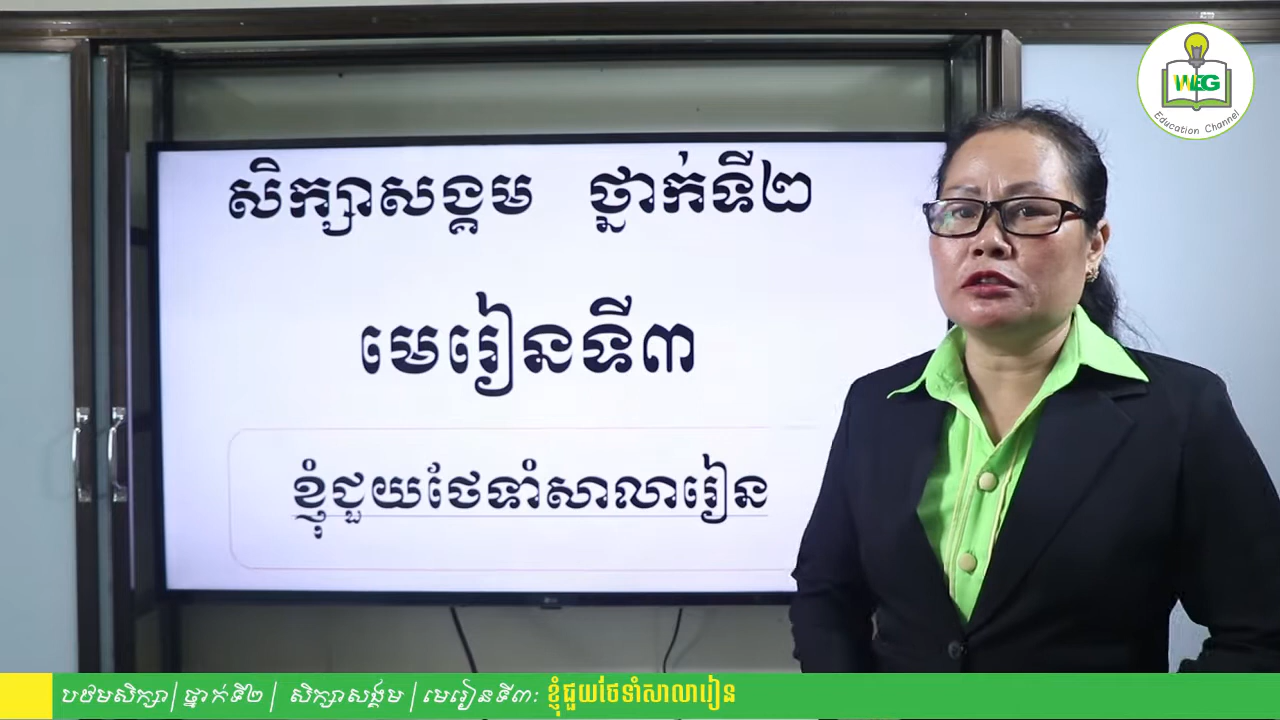 សិក្សាសង្គម ថ្នាក់ទី២
មេរៀនទី៣
ខ្ញុំជួយថែទាំសាលារៀន
WEG
Education Channel
បឋមសិក្សា| ថ្នាក់ទី២ | សិក្សាសង្គម | មេរៀនទី៣: ខ្ញុំជួយថែទាំសាលារៀន